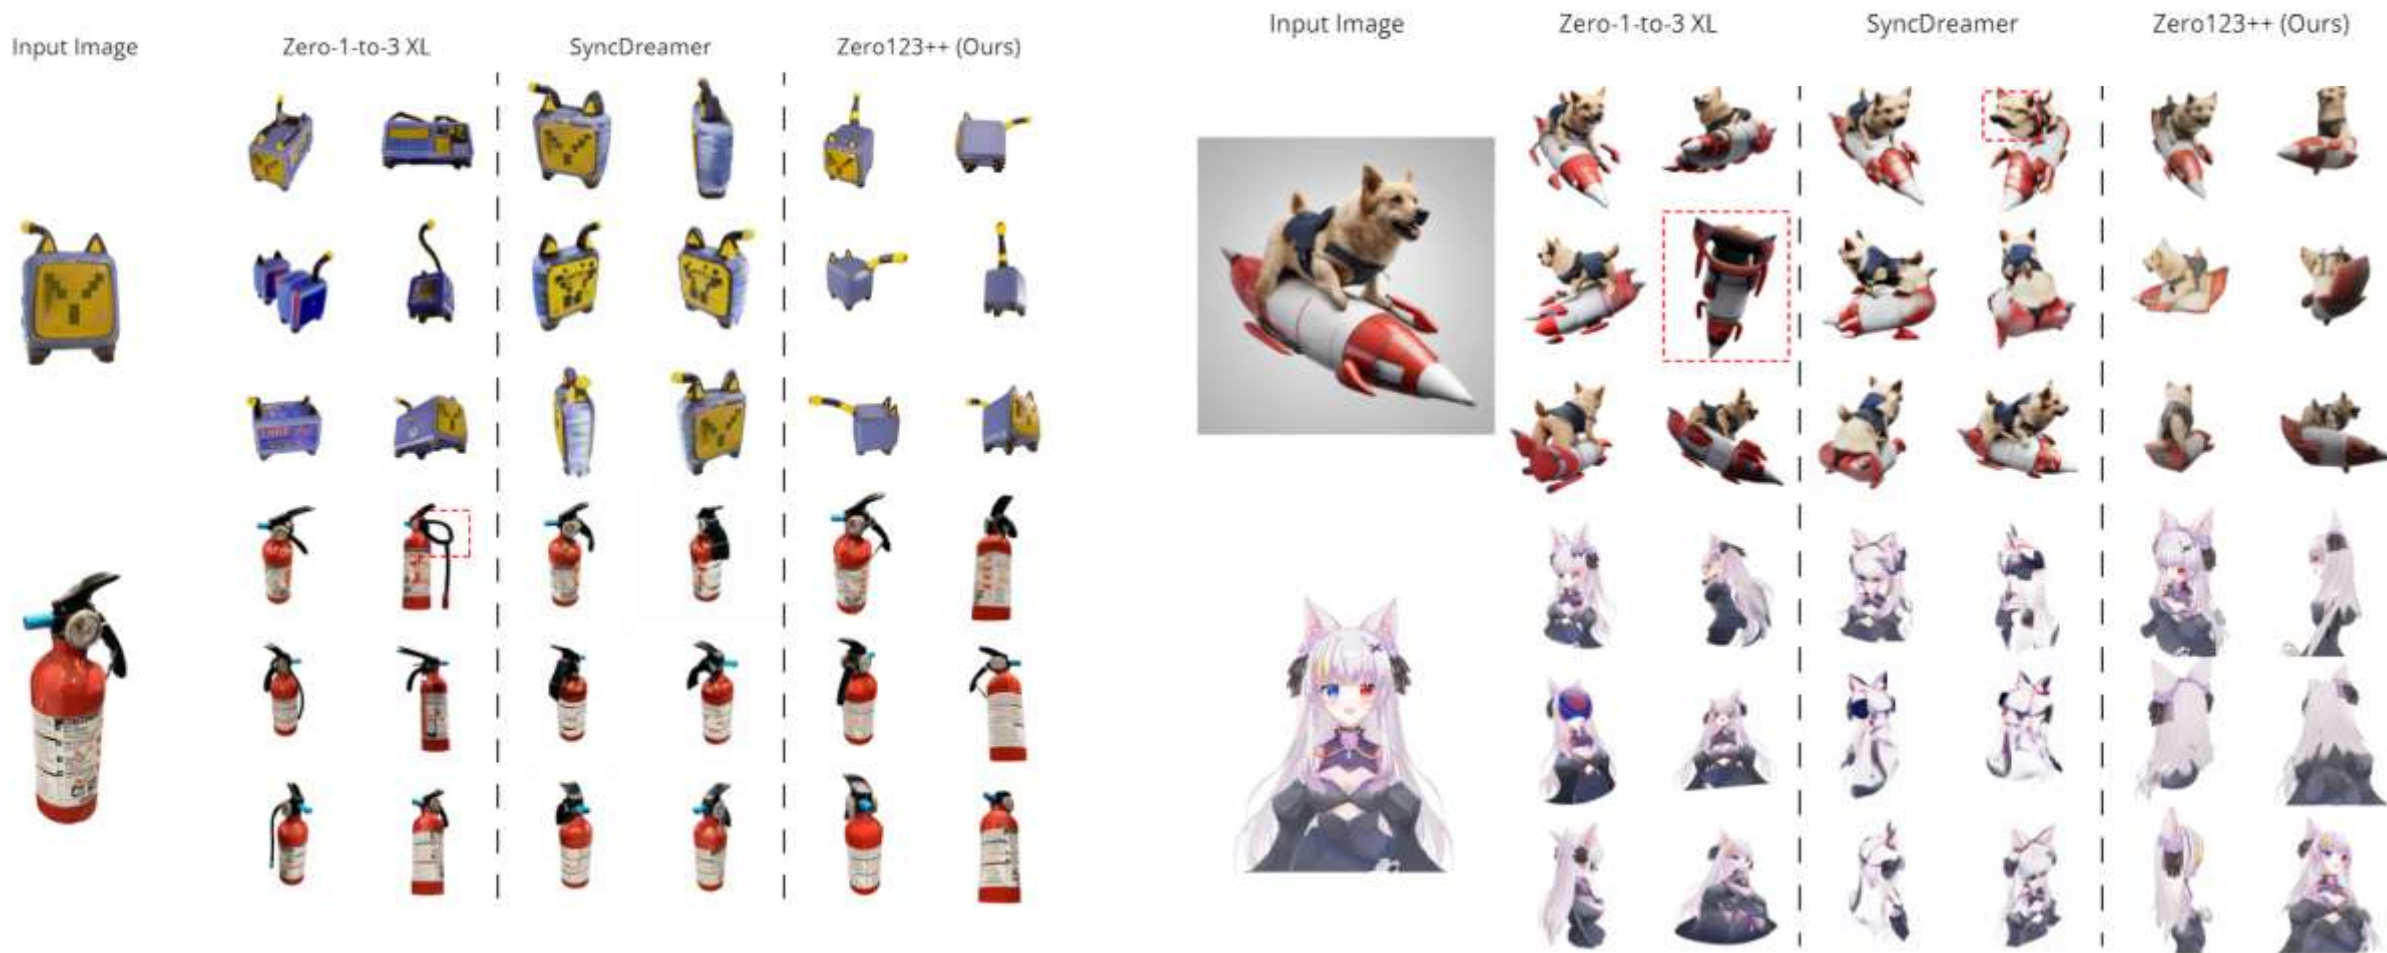 Input Image
Zero-1-to-3 XL
SyncDreamer
Zero123++ (Ours)
Input Image
Zero-1-to-3 XL
SyncDreamer
Zero123++ (Ours)